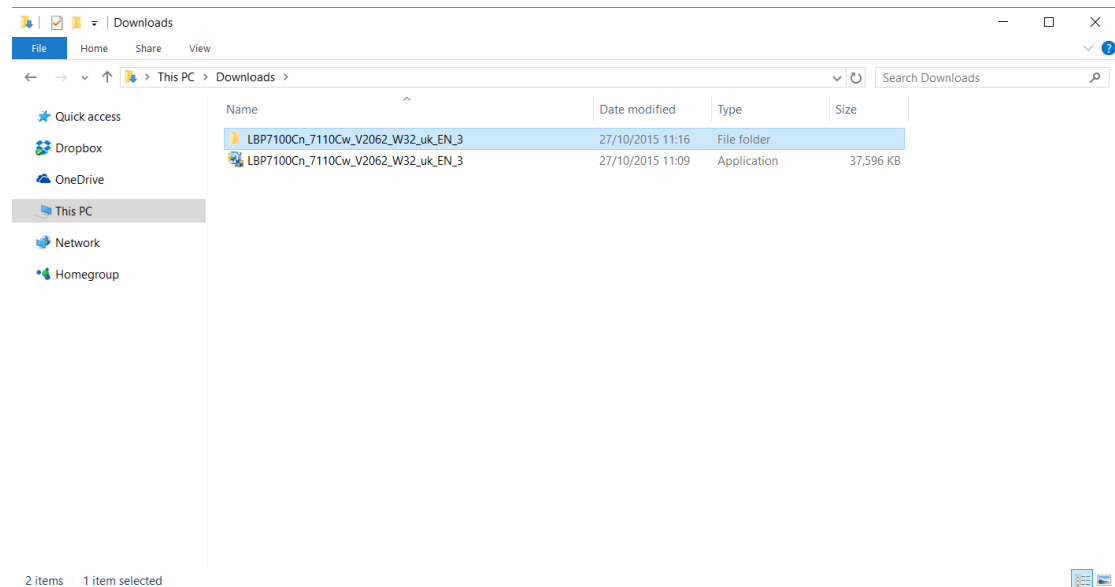 Downloads
File Home Share View
This PC Downloads
Search Downloads
Quick access
Dropbox
OneDrive
This PC
Network
Homegroup
Name Date modified Type Size
LBP7100Cn_7110Cw_V2062_W32_uk_EN_3 27/10/2015 11:16 File folder
LBP7100Cn_7110Cw_V2062_W32_uk_EN_3 27/10/2015 11:09 Application 37,596 KB
2 items 1 item selected